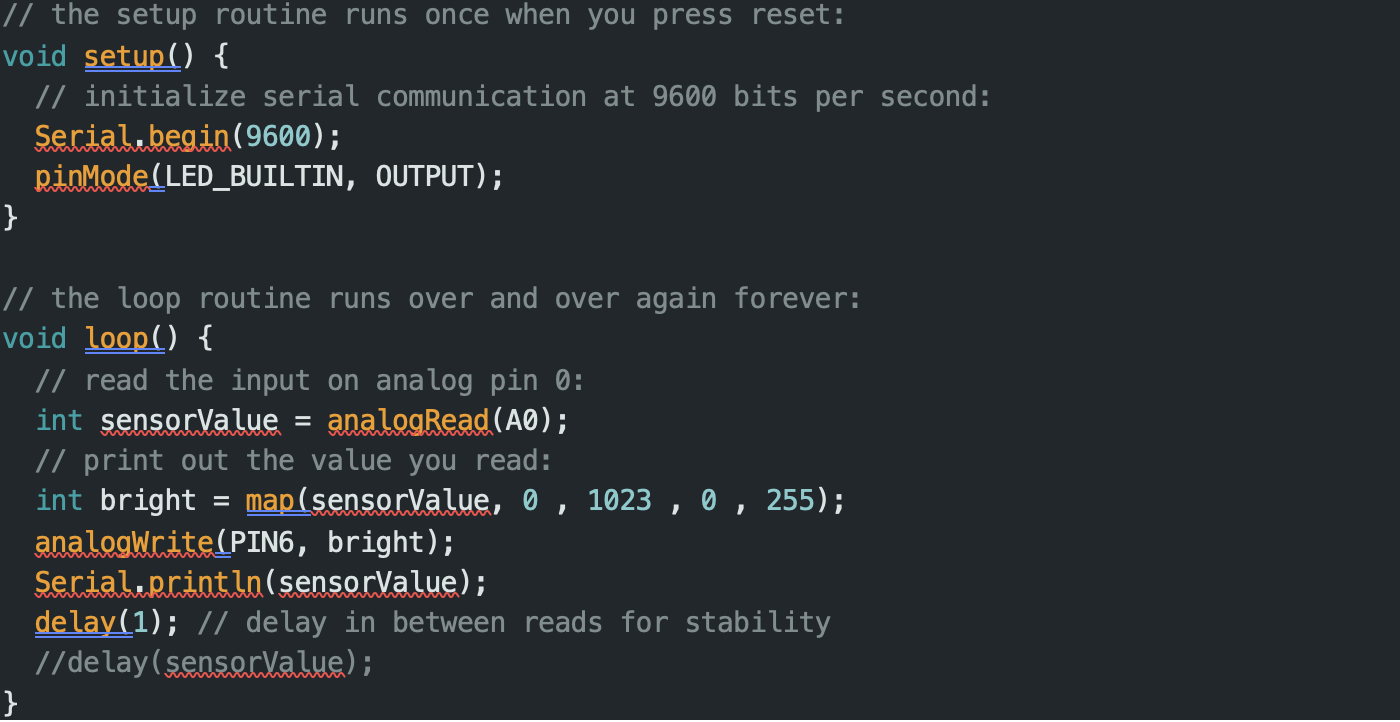 // the setup routine runs once when you press reset:
void setup() {
  // initialize serial communication at 9600 bits per second:
  Serial.begin(9600);
  pinMode(LED_BUILTIN, OUTPUT);
}

// the loop routine runs over and over again forever:
void loop() {
  // read the input on analog pin 0:
  int sensorValue = analogRead(A0);
  // print out the value you read:
  int bright = map(sensorValue, 0 , 1023 , 0 , 255);
  analogWrite(PIN6, bright);
  Serial.println(sensorValue);
  delay(1); // delay in between reads for stability
  //delay(sensorValue);
}